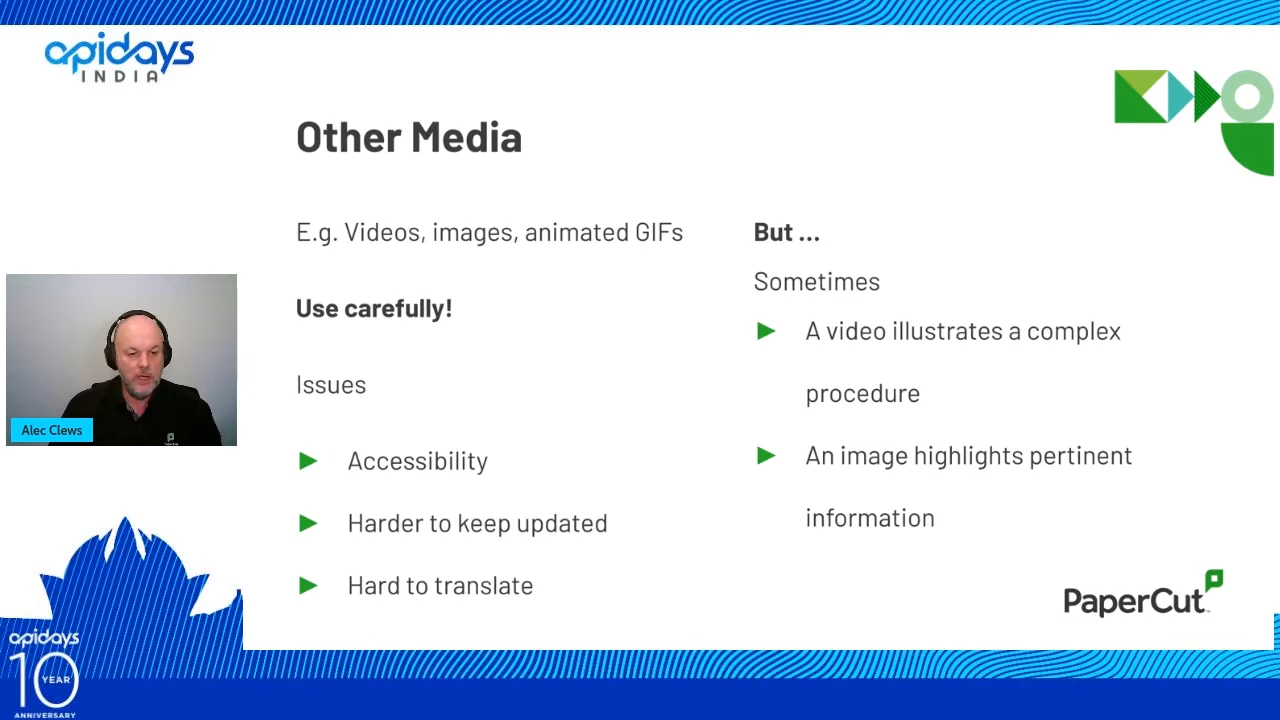 apidays
INDIA
Other Media
E.g. Videos, images, animated GIFs
Use carefully!
Issues
Accessibility
Harder to keep updated
Hard to translate
But ...
Sometimes
A video illustrates a complex
procedure
An image highlights pertinent
information
Alec Clews
PaperCut
apidays
10
YEAR
ANNIVERSARY